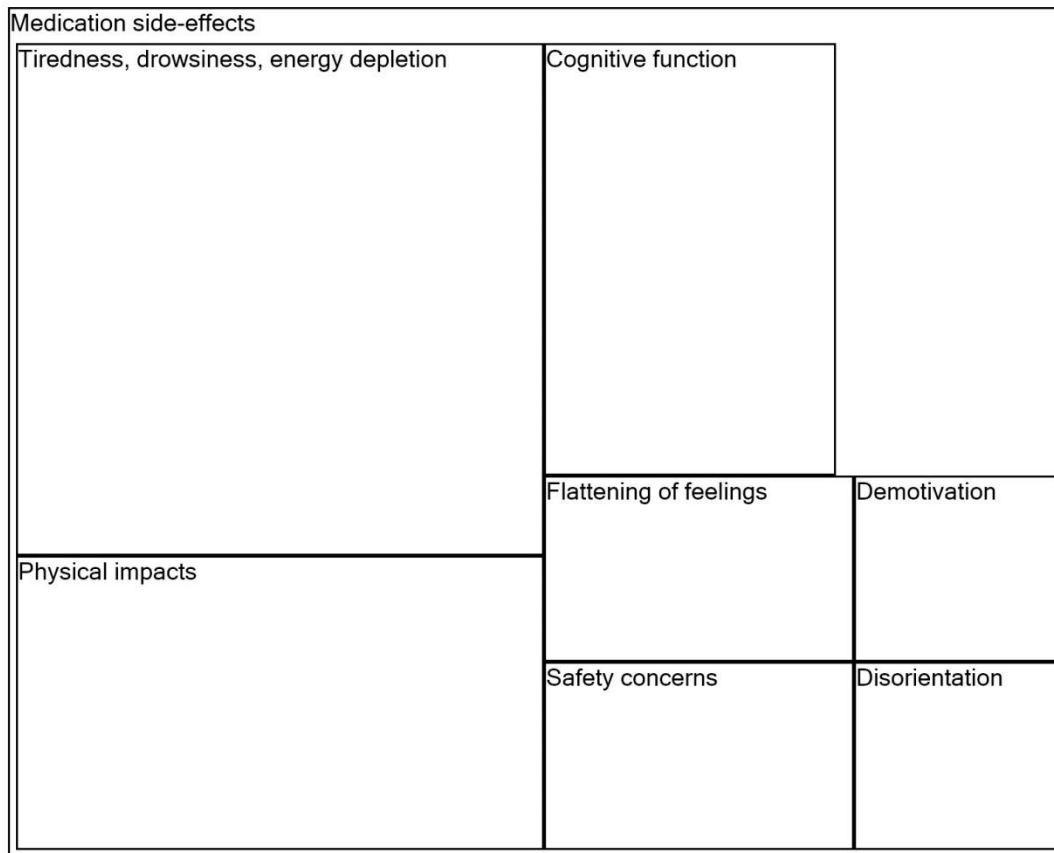 Medication side-effects
Tiredness, drowsiness, energy depletion
Cognitive function
Physical impacts
Flattening of feelings
Demotivation
Safety concerns
Disorientation